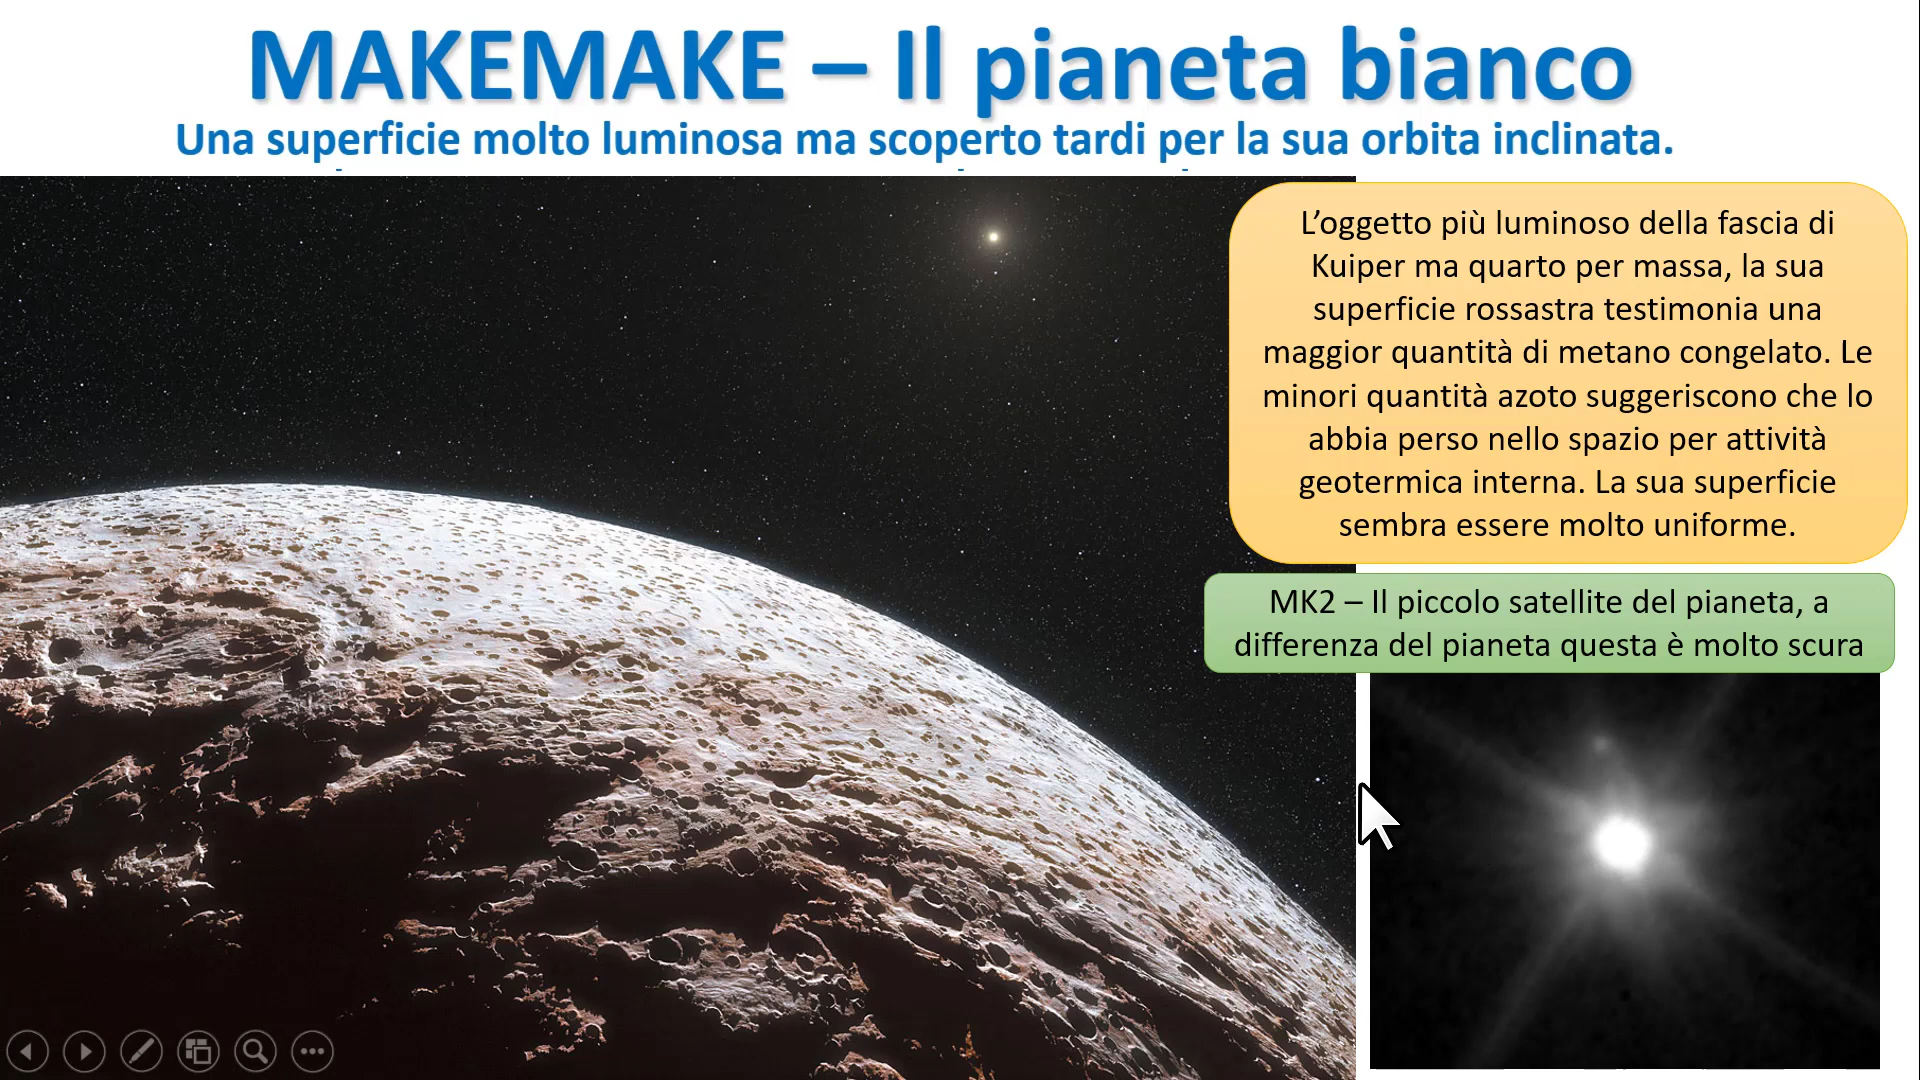 MAKEMAKE – Il pianeta bianco
Una superficie molto luminosa ma scoperto tardi per la sua orbita inclinata.
L’oggetto più luminoso della fascia di
Kuiper ma quarto per massa, la sua
superficie rossastra testimonia una
maggior quantità di metano congelato. Le
minori quantità azoto suggeriscono che lo
abbia perso nello spazio per attività
geotermica interna. La sua superficie
sembra essere molto uniforme.
MK2 – Il piccolo satellite del pianeta, a
differenza del pianeta questa è molto scura